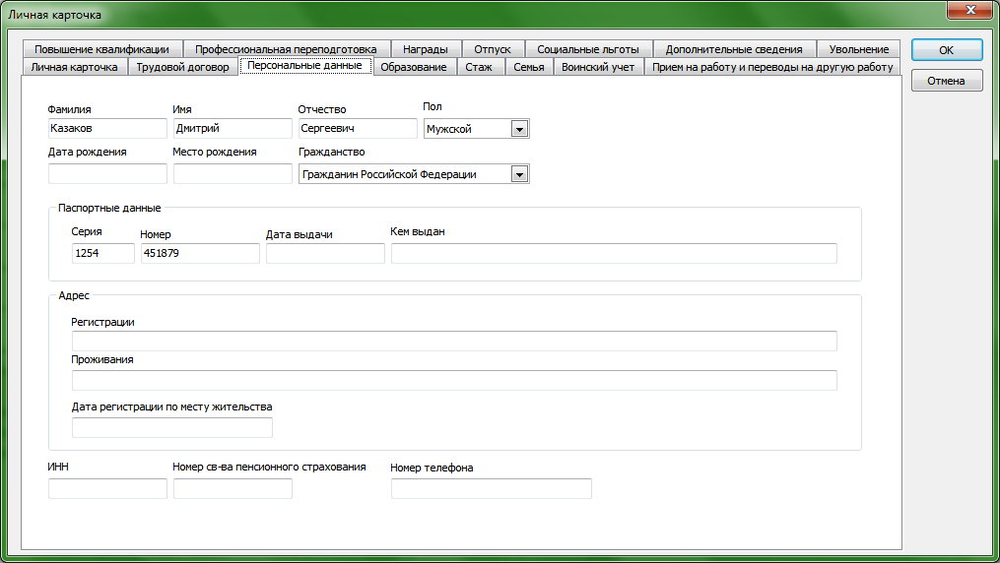 Личная карточка
Повышение квалификации Профессиональная переподготовка Награды Отпуск Социальные льготы Дополнительные сведения Увольнение
Личная карточка Трудовой договор Персональные данные Образование Стаж Семья Воинский учет Прием на работу и переводы на другую работу
OK
Отмена
Фамилия Имя Отчество Пол
Казаков Дмитрий Сергеевич Мужской
Дата рождения Место рождения Гражданство
Гражданин Российской Федерации
Паспортные данные
Серия Номер Дата выдачи Кем выдан
1254 451879
Адрес
Регистрации
Проживания
Дата регистрации по месту жительства
ИНН Номер св-ва пенсионного страхования Номер телефона